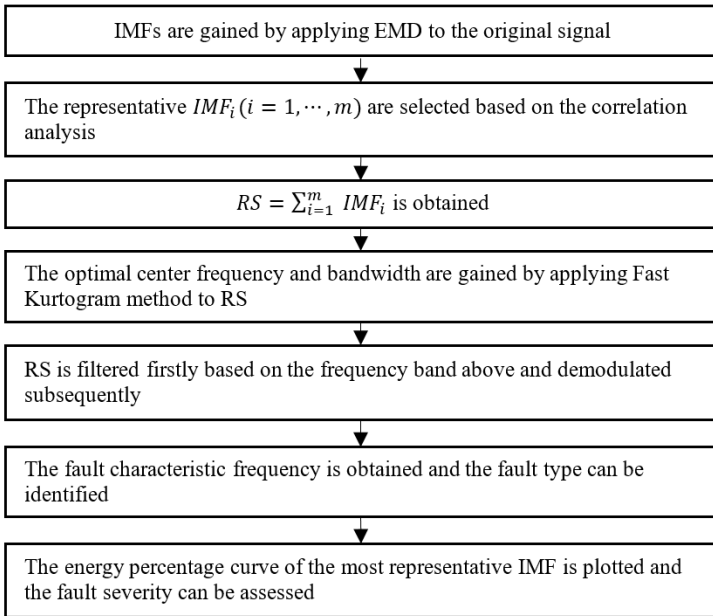 IMFs are gained by applying EMD to the original signal
The representative IMFᵢ(i = 1, ⋯, m) are selected based on the correlation
analysis
RS = ∑ᵢ₌₁ᵐ IMFᵢ is obtained
The optimal center frequency and bandwidth are gained by applying Fast
Kurtogram method to RS
RS is filtered firstly based on the frequency band above and demodulated
subsequently
The fault characteristic frequency is obtained and the fault type can be
identified
The energy percentage curve of the most representative IMF is plotted and
the fault severity can be assessed